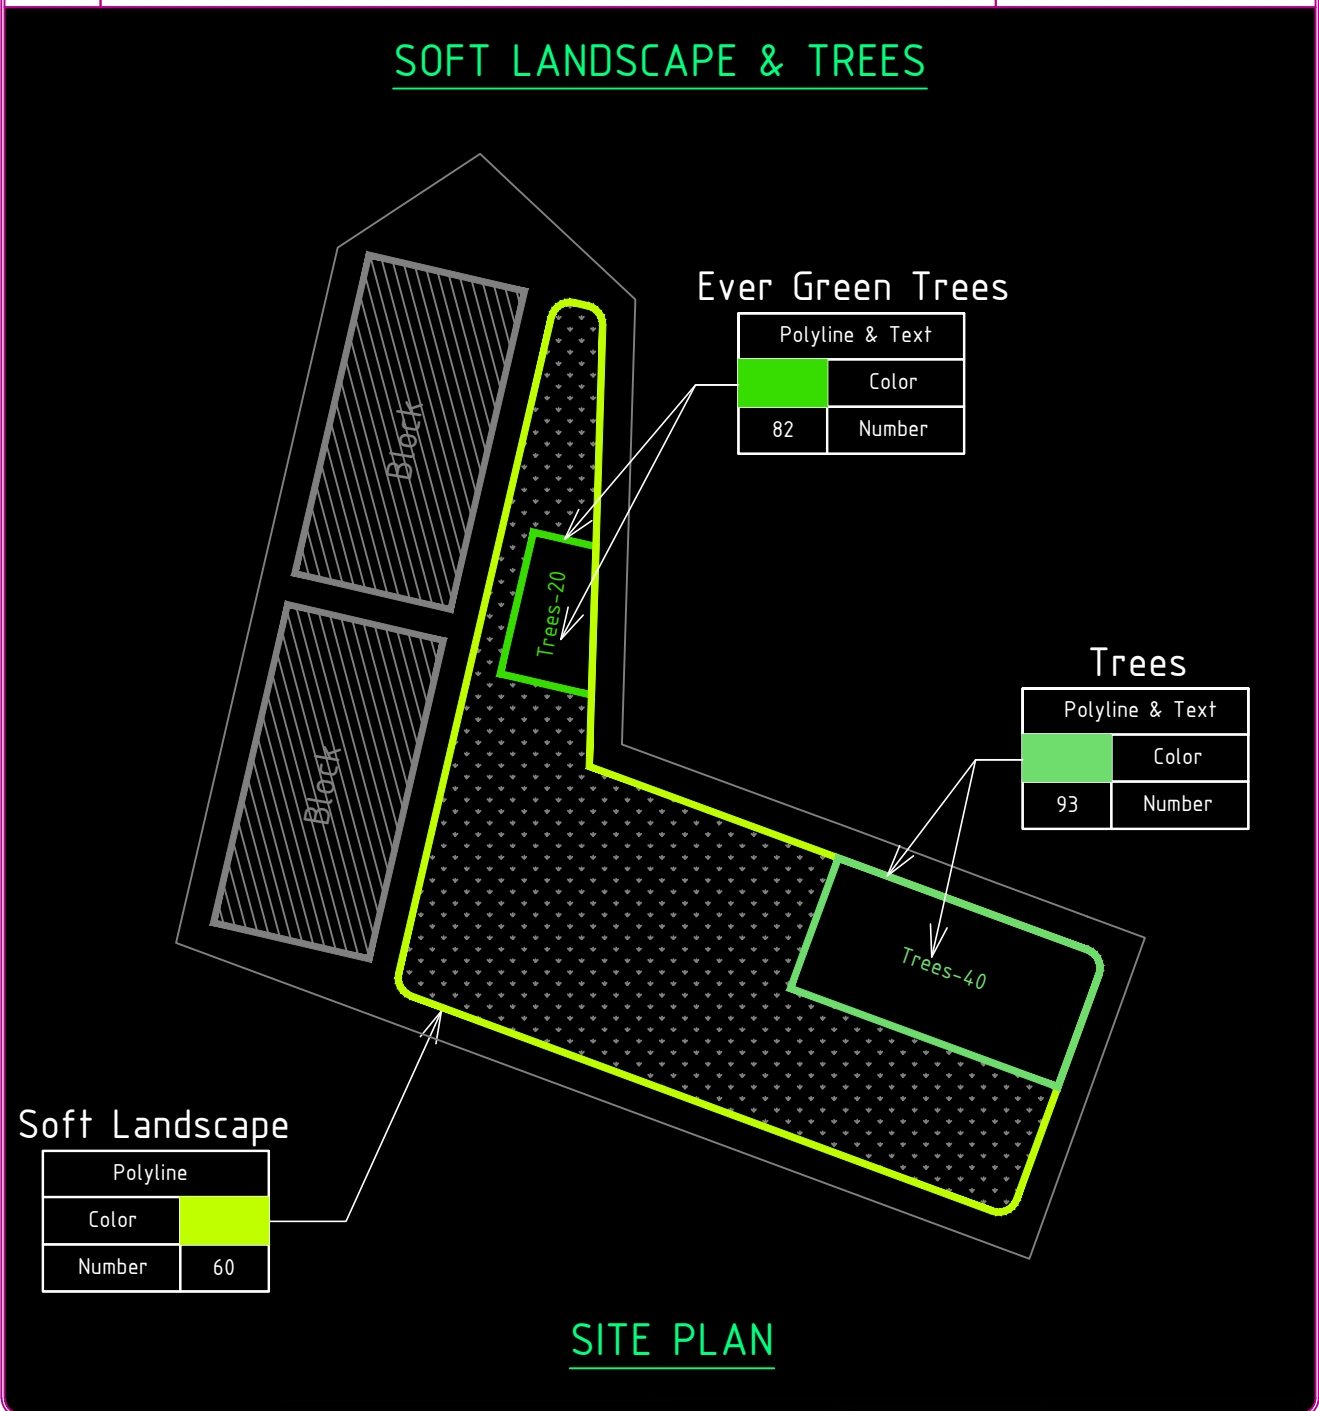 SOFT LANDSCAPE & TREES
Ever Green Trees
Polyline & Text
Color
82 Number
Block
Trees-20
Trees
Polyline & Text
Color
93 Number
Block
Trees-40
Soft Landscape
Polyline
Color
Number 60
SITE PLAN